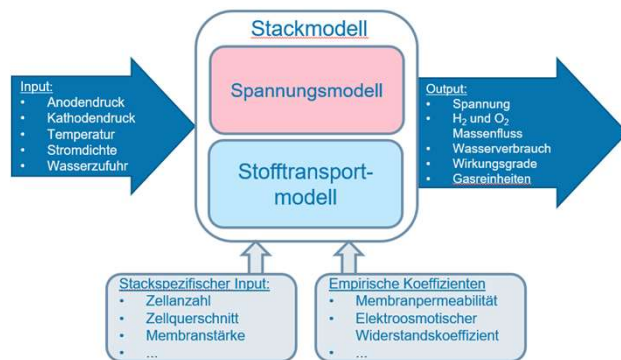 Stackmodell
Spannungsmodell
Stofftransport-
modell
Input:
• Anodendruck
• Kathodendruck
• Temperatur
• Stromdichte
• Wasserzufuhr
Output:
• Spannung
• H₂ und O₂
Massenfluss
• Wasserverbrauch
• Wirkungsgrade
• Gasreinheiten
Stackspezifischer Input:
• Zellanzahl
• Zellquerschnitt
• Membranstärke
• ...
Empirische Koeffizienten
• Membranpermeabilität
• Elektroosmotischer
Widerstandskoeffizient
• ...